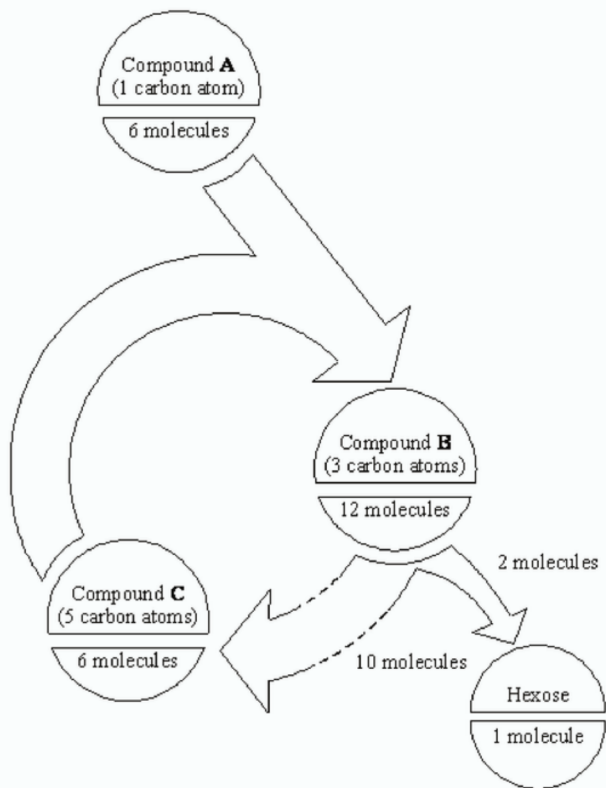 Compound A
(1 carbon atom)
6 molecules
Compound B
(3 carbon atoms)
12 molecules
2 molecules
Compound C
(5 carbon atoms)
6 molecules
10 molecules
Hexose
1 molecule